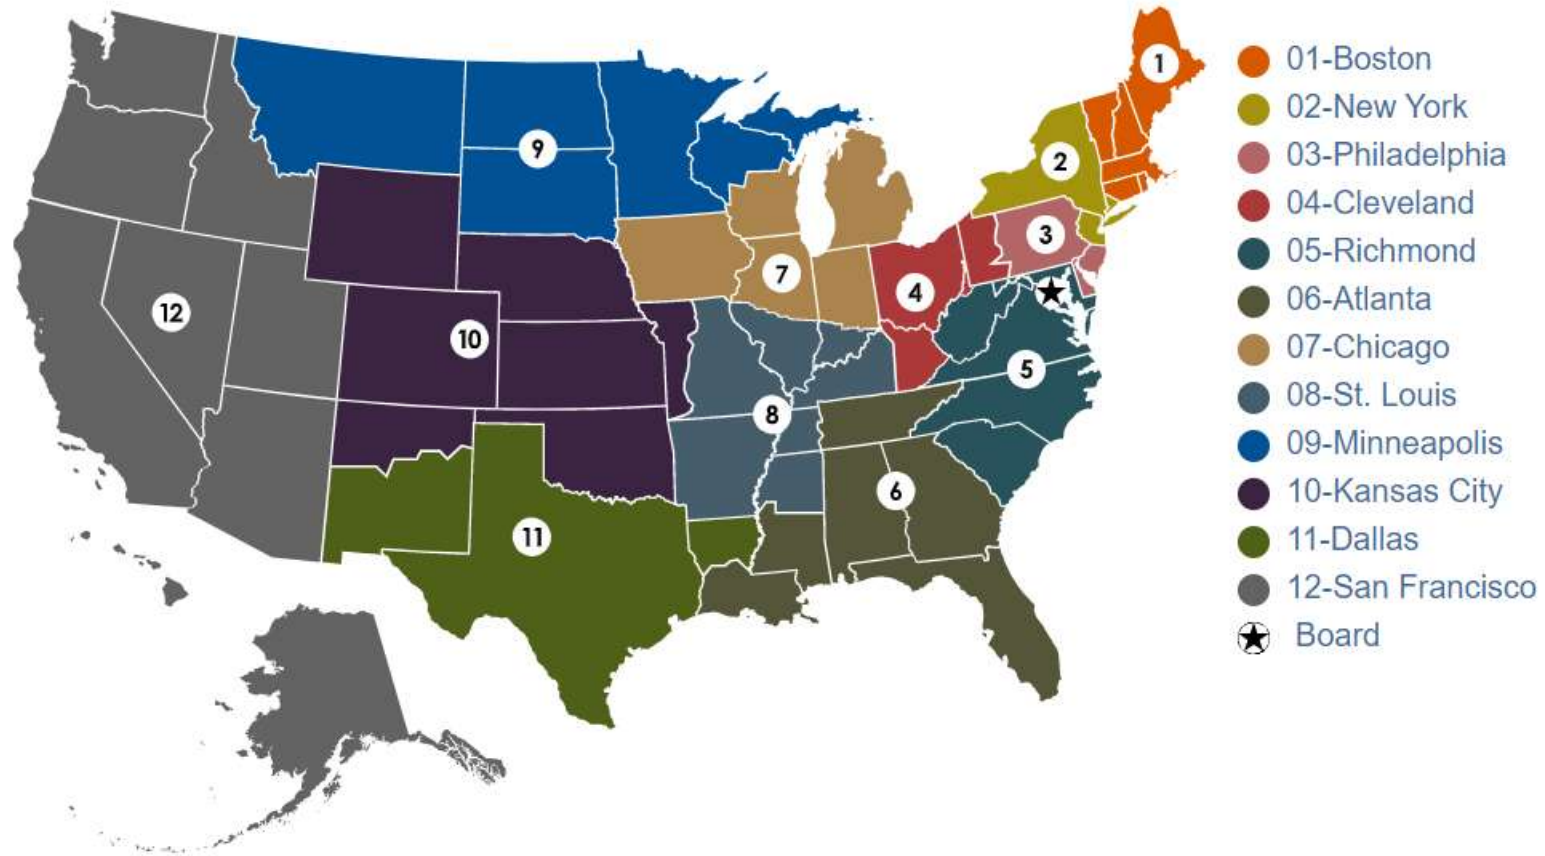 1
2
3
4
5
6
7
8
9
10
11
12
01-Boston
02-New York
03-Philadelphia
04-Cleveland
05-Richmond
06-Atlanta
07-Chicago
08-St. Louis
09-Minneapolis
10-Kansas City
11-Dallas
12-San Francisco
Board